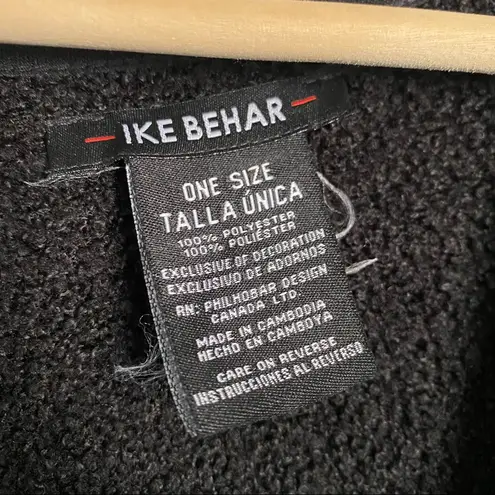 IKE BEHAR
ONE SIZE
TALLA ÚNICA
100% POLYESTER
100% POLIÉSTER
EXCLUSIVE OF DECORATION
EXCLUSIVO DE ADORNOS
RN: PHILHOBAR DESIGN
CANADA LTD.
MADE IN CAMBODIA
HECHO EN CAMBOYA
CARE ON REVERSE
INSTRUCCIONES AL REVERSO